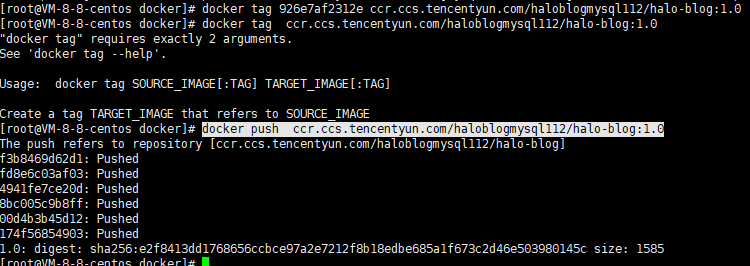 [root@VM-8-8-centos docker]# docker tag 926e7af2312e ccr.ccs.tencentyun.com/haloblogmysql112/halo-blog:1.0
[root@VM-8-8-centos docker]# docker tag  ccr.ccs.tencentyun.com/haloblogmysql112/halo-blog:1.0
"docker tag" requires exactly 2 arguments.
See 'docker tag --help'.
Usage:  docker tag SOURCE_IMAGE[:TAG] TARGET_IMAGE[:TAG]
Create a tag TARGET_IMAGE that refers to SOURCE_IMAGE
[root@VM-8-8-centos docker]# docker push  ccr.ccs.tencentyun.com/haloblogmysql112/halo-blog:1.0
The push refers to repository [ccr.ccs.tencentyun.com/haloblogmysql112/halo-blog]
f3b8469d62d1: Pushed
fd8e6c03af03: Pushed
4941fe7ce20d: Pushed
8bc005c9b8ff: Pushed
00d4b3b45d12: Pushed
174f56854903: Pushed
1.0: digest: sha256:e2f8413dd1768656ccbce97a2e7212f8b18edbe685a1f673c2d46e503980145c size: 1585
[root@VM-8-8-centos docker]#